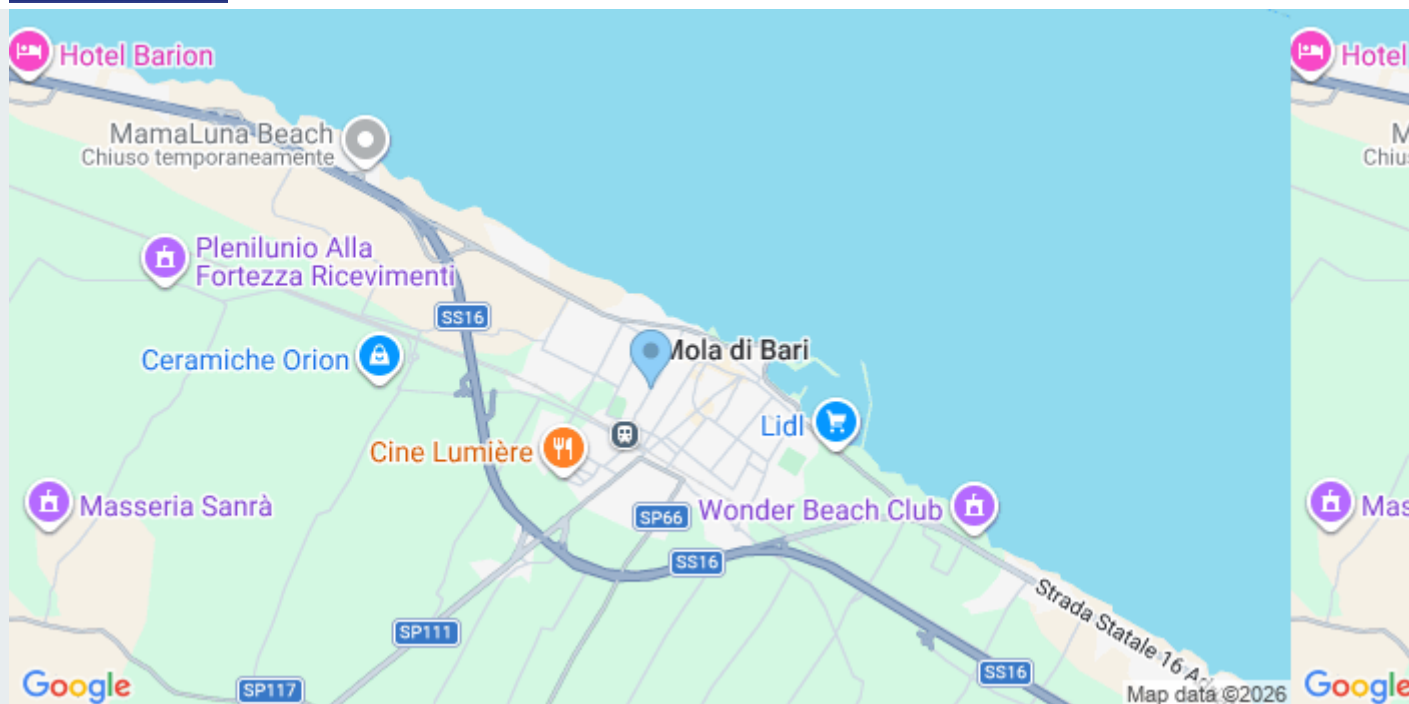 Hotel Barion
Hotel
MamaLuna Beach
Chiuso temporaneamente
Plenilunio Alla
Fortezza Ricevimenti
SS16
Mola di Bari
Ceramiche Orion
Lidl
Cine Lumière
Masseria Sanrà
SP66
Wonder Beach Club
SS16
Strada Statale 16
SP111
SS16
Google
SP117
Map data ©2026
Google